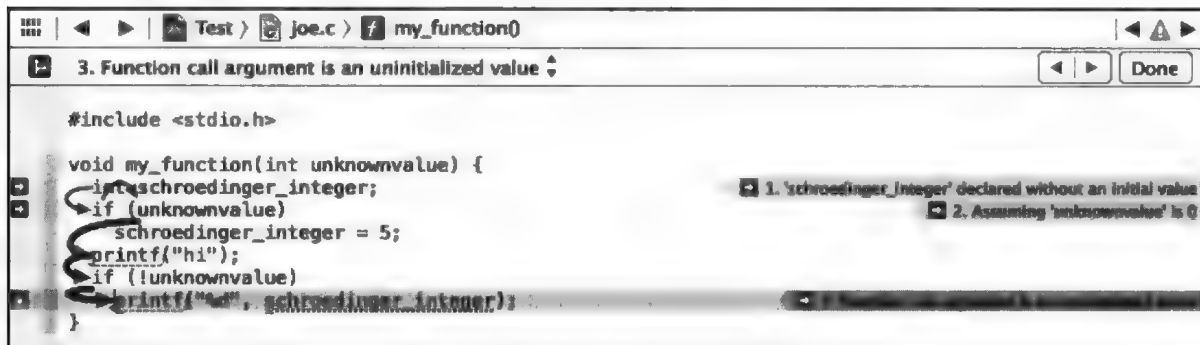 Test › joe.c › my_function()
3. Function call argument is an uninitialized value
Done
#include <stdio.h>
void my_function(int unknownvalue) {
int schroedinger_integer;
1. 'schroedinger_integer' declared without an initial value
if (unknownvalue)
2. Assuming 'unknownvalue' is 0
schroedinger_integer = 5;
printf("hi");
if (!unknownvalue)
printf("%d", schroedinger_integer);
}